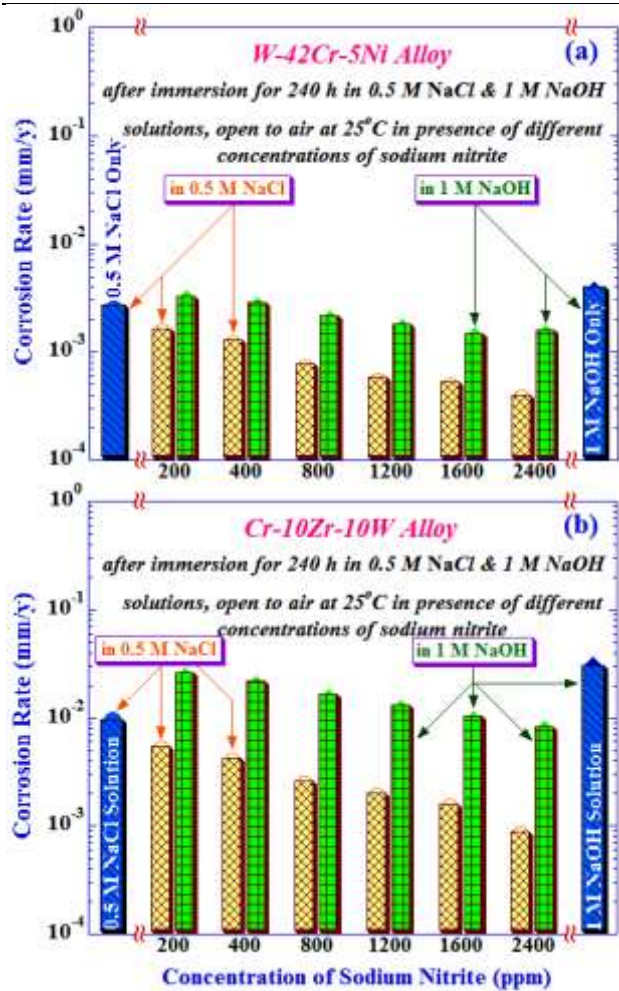 10^0
W-42Cr-5Ni Alloy (a)
after immersion for 240 h in 0.5 M NaCl & 1 M NaOH
solutions, open to air at 25°C in presence of different
concentrations of sodium nitrite
10^-1
in 0.5 M NaCl
in 1 M NaOH
10^-2
10^-3
10^-4
Corrosion Rate (mm/y)
0.5 M NaCl Only
1 M NaOH Only
200 400 800 1200 1600 2400
10^0
Cr-10Zr-10W Alloy (b)
after immersion for 240 h in 0.5 M NaCl & 1 M NaOH
solutions, open to air at 25°C in presence of different
concentrations of sodium nitrite
10^-1
in 0.5 M NaCl
in 1 M NaOH
10^-2
10^-3
10^-4
Corrosion Rate (mm/y)
0.5 M NaCl Solution
1 M NaOH Solution
200 400 800 1200 1600 2400
Concentration of Sodium Nitrite (ppm)